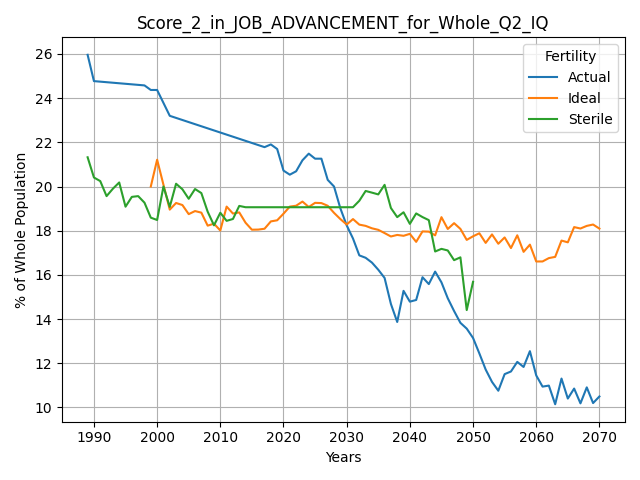 Score_2_in_JOB_ADVANCEMENT_for_Whole_Q2_IQ
Fertility
Actual
Ideal
Sterile
% of Whole Population
26
24
22
20
18
16
14
12
10
1990 2000 2010 2020 2030 2040 2050 2060 2070
Years